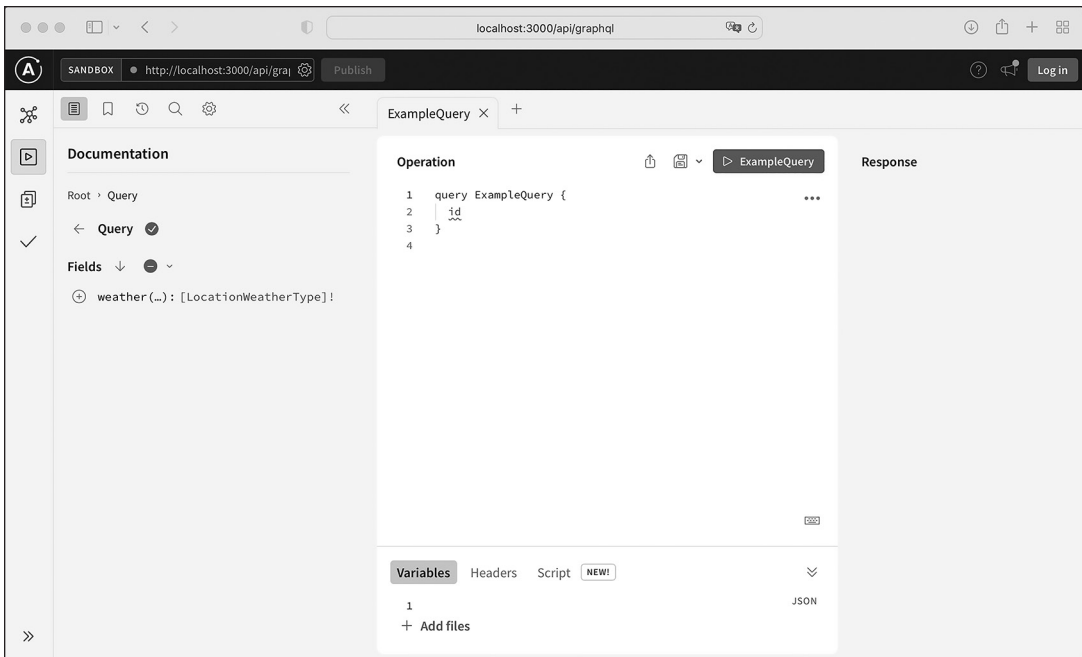 localhost:3000/api/graphql
A SANDBOX http://localhost:3000/api/gra Publish Log in
ExampleQuery
Documentation
Operation
ExampleQuery
Response
Root › Query
Query
Fields
weather(…): [LocationWeatherType]!
1 query ExampleQuery {
2 id
3 }
4
Variables Headers Script NEW!
1 JSON
+ Add files